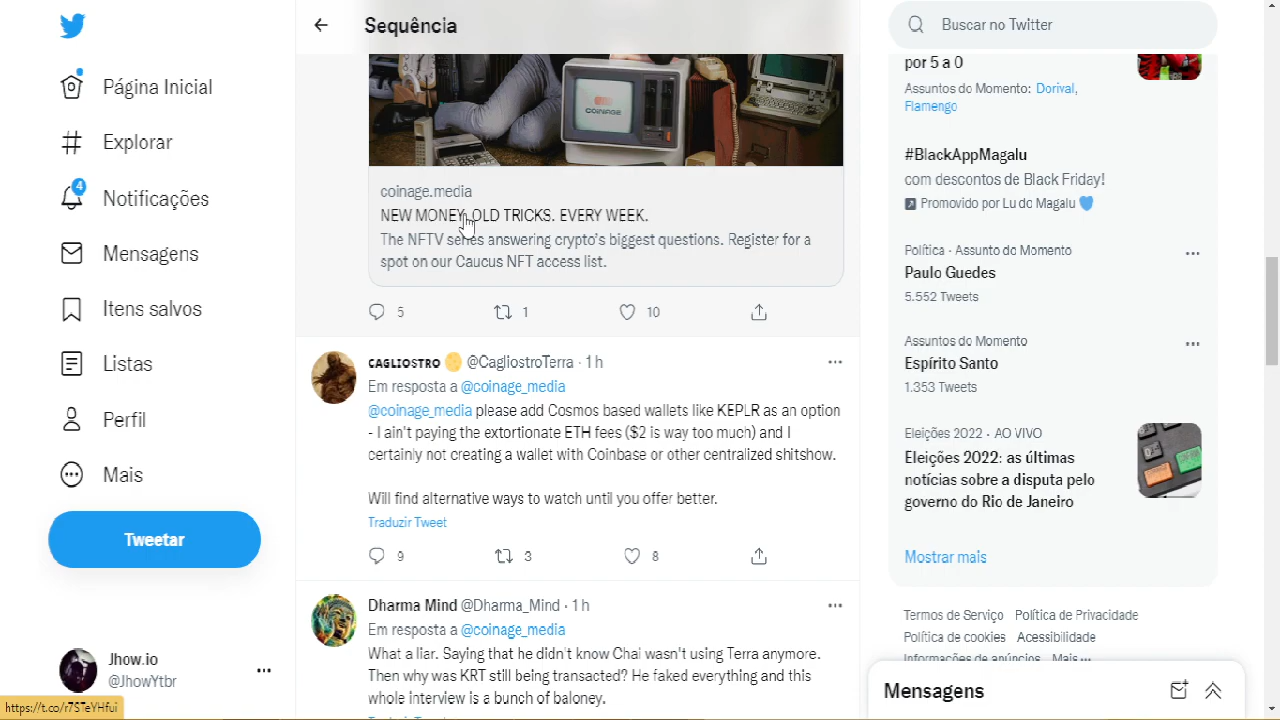 Sequência
Buscar no Twitter
Página Inicial
Explorar
4
Notificações
Mensagens
Itens salvos
Listas
Perfil
Mais
Tweetar
Jhow.io
@JhowYtbr
https://t.co/r7STeYHfui
COINAGE
coinage.media
NEW MONEY OLD TRICKS. EVERY WEEK.
The NFTV series answering crypto's biggest questions. Register for a
spot on our Caucus NFT access list.
5 1 10
CAGLIOSTRO @CagliostroTerra · 1 h
Em resposta a @coinage_media
@coinage_media please add Cosmos based wallets like KEPLR as an option
- I ain't paying the extortionate ETH fees ($2 is way too much) and I
certainly not creating a wallet with Coinbase or other centralized shitshow.
Will find alternative ways to watch until you offer better.
Traduzir Tweet
9 3 8
Dharma Mind @Dharma_Mind · 1 h
Em resposta a @coinage_media
What a liar. Saying that he didn't know Chai wasn't using Terra anymore.
Then why was KRT still being transacted? He faked everything and this
whole interview is a bunch of baloney.
por 5 a 0
Assuntos do Momento: Dorival,
Flamengo
#BlackAppMagalu
com descontos de Black Friday!
Promovido por Lu do Magalu
Política · Assunto do Momento
Paulo Guedes
5.552 Tweets
Assuntos do Momento
Espírito Santo
1.353 Tweets
Eleições 2022 · AO VIVO
Eleições 2022: as últimas
notícias sobre a disputa pelo
governo do Rio de Janeiro
Mostrar mais
Termos de Serviço Política de Privacidade
Política de cookies Acessibilidade
Informações de anúncios Mais
Mensagens